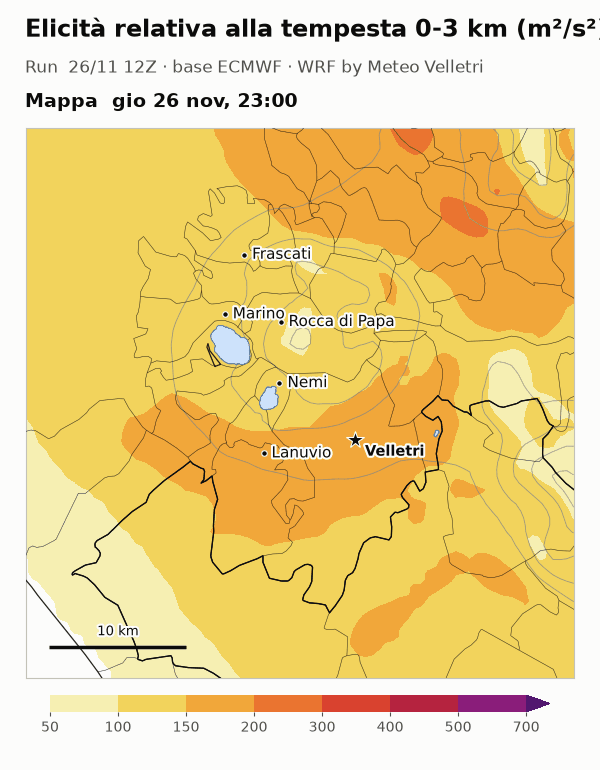 Elicità relativa alla tempesta 0-3 km (m²/s²)
Run  26/11 12Z · base ECMWF · WRF by Meteo Velletri
Mappa  gio 26 nov, 23:00
Frascati
Marino
Rocca di Papa
Nemi
Lanuvio
Velletri
10 km
50 100 150 200 300 400 500 700